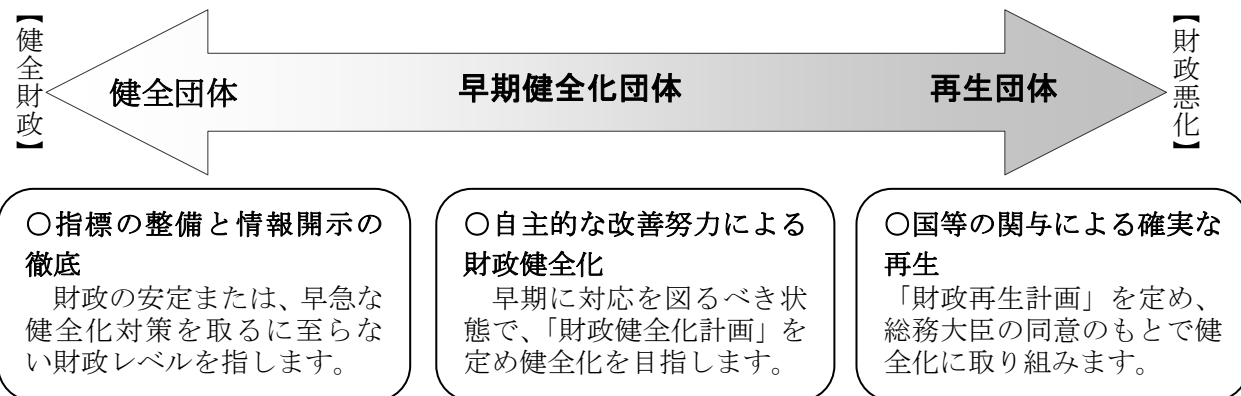 【健全財政】
健全団体
早期健全化団体
再生団体
【財政悪化】
○指標の整備と情報開示の
徹底
財政の安定または、早急な
健全化対策を取るに至らな
い財政レベルを指します。
○自主的な改善努力による
財政健全化
早期に対応を図るべき状
態で、「財政健全化計画」を
定め健全化を目指します。
○国等の関与による確実な
再生
「財政再生計画」を定め、
総務大臣の同意のもとで健
全化に取り組みます。